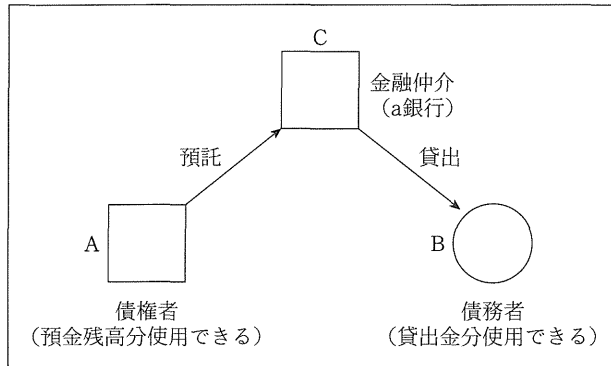 C
金融仲介
（a銀行）
預託
貸出
A
B
債権者
（預金残高分使用できる）
債務者
（貸出金分使用できる）